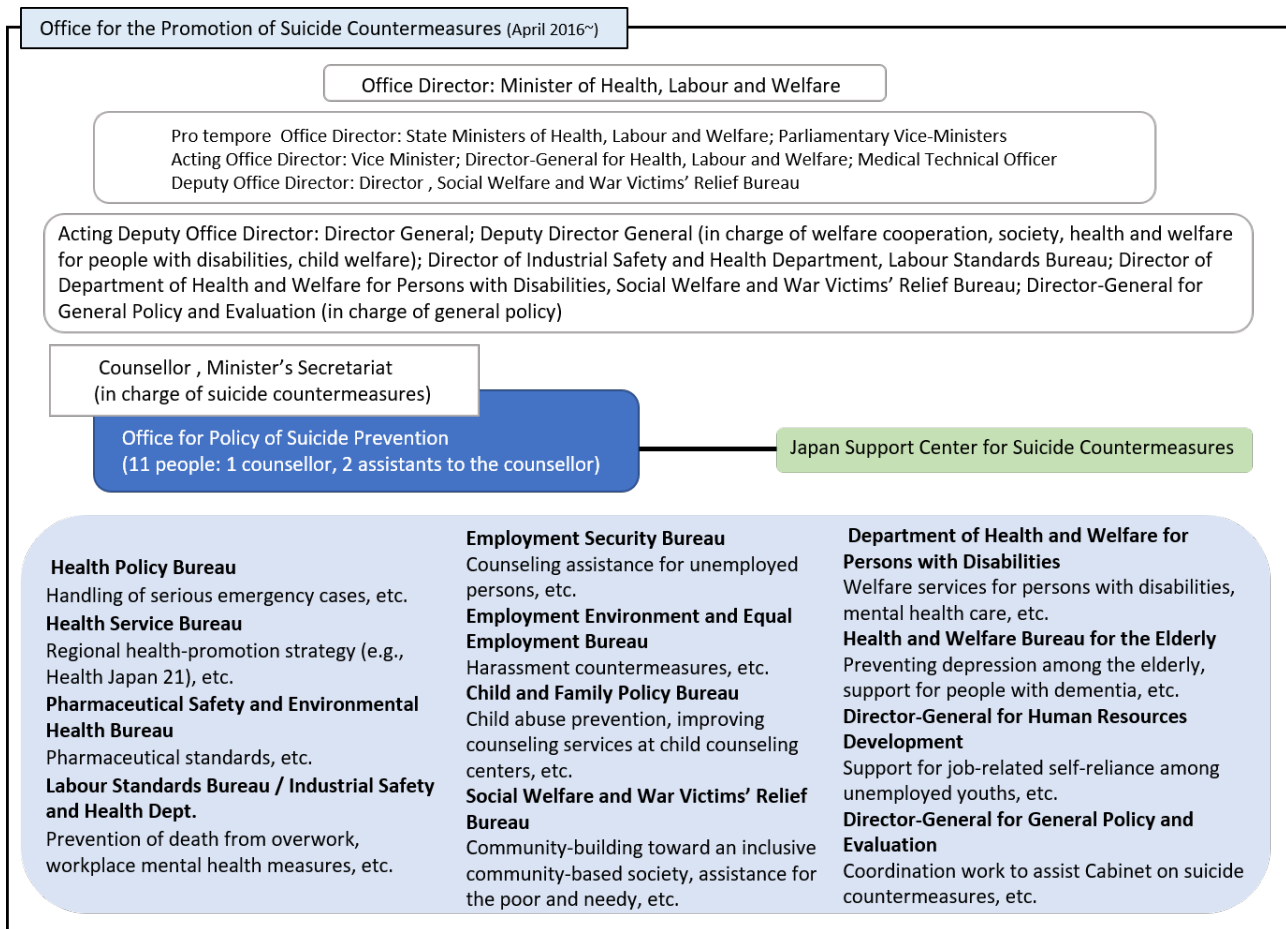 Office for the Promotion of Suicide Countermeasures (April 2016~)
Office Director: Minister of Health, Labour and Welfare
Pro tempore Office Director: State Ministers of Health, Labour and Welfare; Parliamentary Vice-Ministers
Acting Office Director: Vice Minister; Director-General for Health, Labour and Welfare; Medical Technical Officer
Deputy Office Director: Director , Social Welfare and War Victims’ Relief Bureau
Acting Deputy Office Director: Director General; Deputy Director General (in charge of welfare cooperation, society, health and welfare
for people with disabilities, child welfare); Director of Industrial Safety and Health Department, Labour Standards Bureau; Director of
Department of Health and Welfare for Persons with Disabilities, Social Welfare and War Victims’ Relief Bureau; Director-General for
General Policy and Evaluation (in charge of general policy)
Counsellor , Minister’s Secretariat
(in charge of suicide countermeasures)
Office for Policy of Suicide Prevention
(11 people: 1 counsellor, 2 assistants to the counsellor)
Japan Support Center for Suicide Countermeasures
Health Policy Bureau
Handling of serious emergency cases, etc.
Health Service Bureau
Regional health-promotion strategy (e.g.,
Health Japan 21), etc.
Pharmaceutical Safety and Environmental
Health Bureau
Pharmaceutical standards, etc.
Labour Standards Bureau / Industrial Safety
and Health Dept.
Prevention of death from overwork,
workplace mental health measures, etc.
Employment Security Bureau
Counseling assistance for unemployed
persons, etc.
Employment Environment and Equal
Employment Bureau
Harassment countermeasures, etc.
Child and Family Policy Bureau
Child abuse prevention, improving
counseling services at child counseling
centers, etc.
Social Welfare and War Victims’ Relief
Bureau
Community-building toward an inclusive
community-based society, assistance for
the poor and needy, etc.
Department of Health and Welfare for
Persons with Disabilities
Welfare services for persons with disabilities,
mental health care, etc.
Health and Welfare Bureau for the Elderly
Preventing depression among the elderly,
support for people with dementia, etc.
Director-General for Human Resources
Development
Support for job-related self-reliance among
unemployed youths, etc.
Director-General for General Policy and
Evaluation
Coordination work to assist Cabinet on suicide
countermeasures, etc.